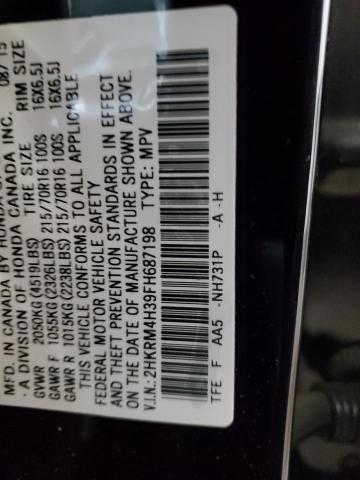 MFD. IN CANADA BY HONDA 08/15
- A DIVISION OF HONDA CANADA INC.
TIRE SIZE RIM SIZE
GVWR 2050KG (4519LBS)
GAWR F 1055KG (2326LBS) 215/70R16 100S 16X6.5J
GAWR R 1015KG (2238LBS) 215/70R16 100S 16X6.5J
THIS VEHICLE CONFORMS TO ALL APPLICABLE
FEDERAL MOTOR VEHICLE SAFETY
AND THEFT PREVENTION STANDARDS IN EFFECT
ON THE DATE OF MANUFACTURE SHOWN ABOVE.
V.I.N.: 2HKRM4H39FH687198 TYPE: MPV
TFE F AA5 -NH731P -A -H